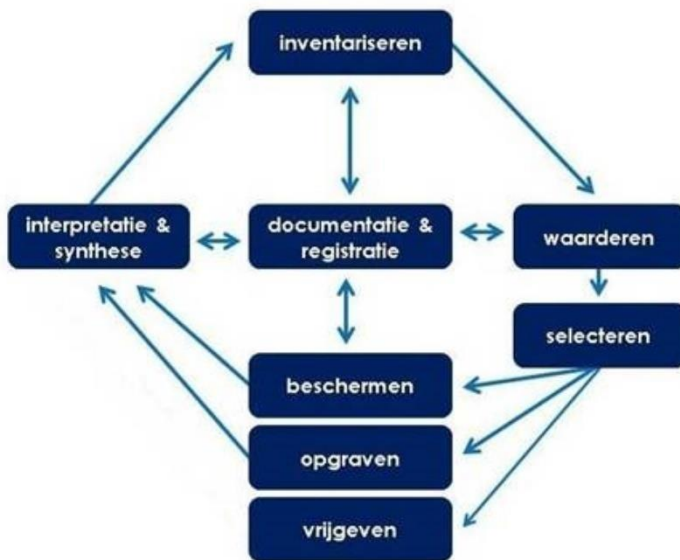 inventariseren
interpretatie &
synthese
documentatie &
registratie
waarderen
selecteren
beschermen
opgraven
vrijgeven